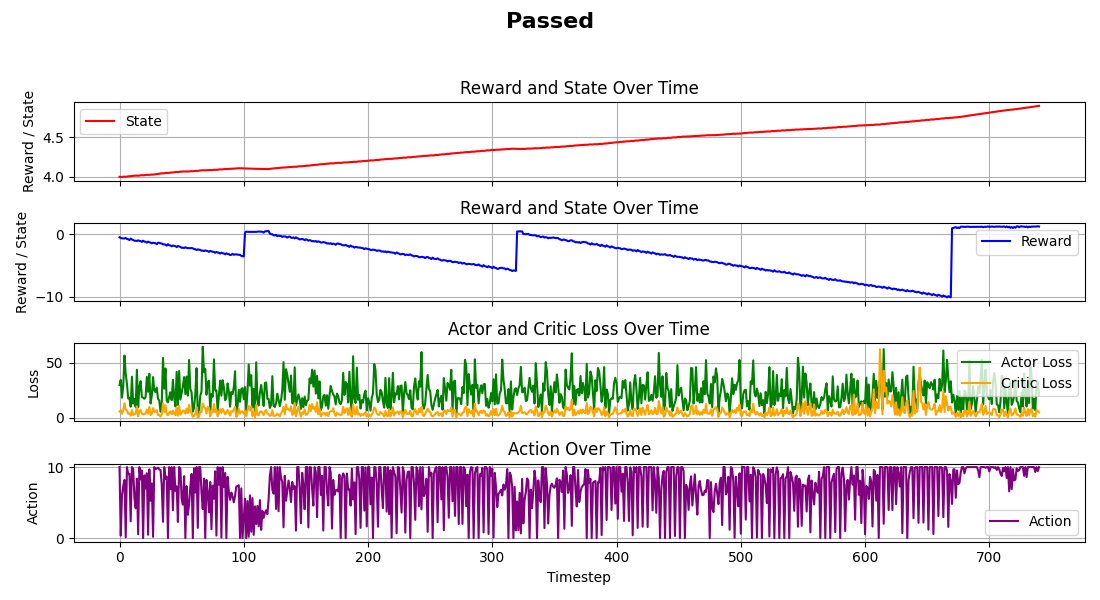 Passed
Reward and State Over Time
Reward / State
4.5
4.0
State
Reward and State Over Time
Reward / State
0
−10
Reward
Actor and Critic Loss Over Time
Loss
50
0
Actor Loss
Critic Loss
Action Over Time
Action
10
0
Action
0 100 200 300 400 500 600 700
Timestep